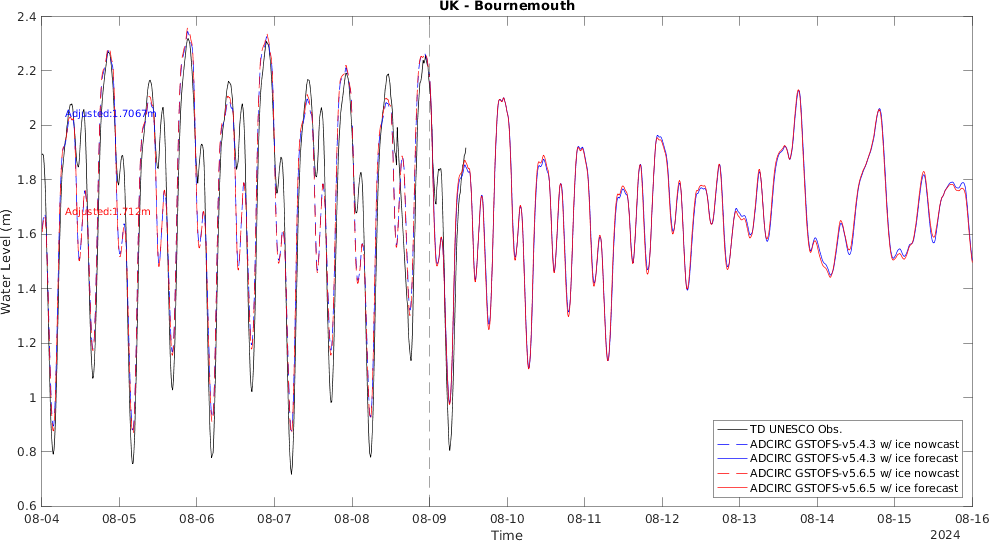 UK - Bournemouth
2.4
2.2
2
1.8
1.6
1.4
1.2
1
0.8
0.6
Water Level (m)
Adjusted:1.7067m
Adjusted:1.712m
TD UNESCO Obs.
ADCIRC GSTOFS-v5.4.3 w/ ice nowcast
ADCIRC GSTOFS-v5.4.3 w/ ice forecast
ADCIRC GSTOFS-v5.6.5 w/ ice nowcast
ADCIRC GSTOFS-v5.6.5 w/ ice forecast
08-04 08-05 08-06 08-07 08-08 08-09 08-10 08-11 08-12 08-13 08-14 08-15 08-16
Time
2024